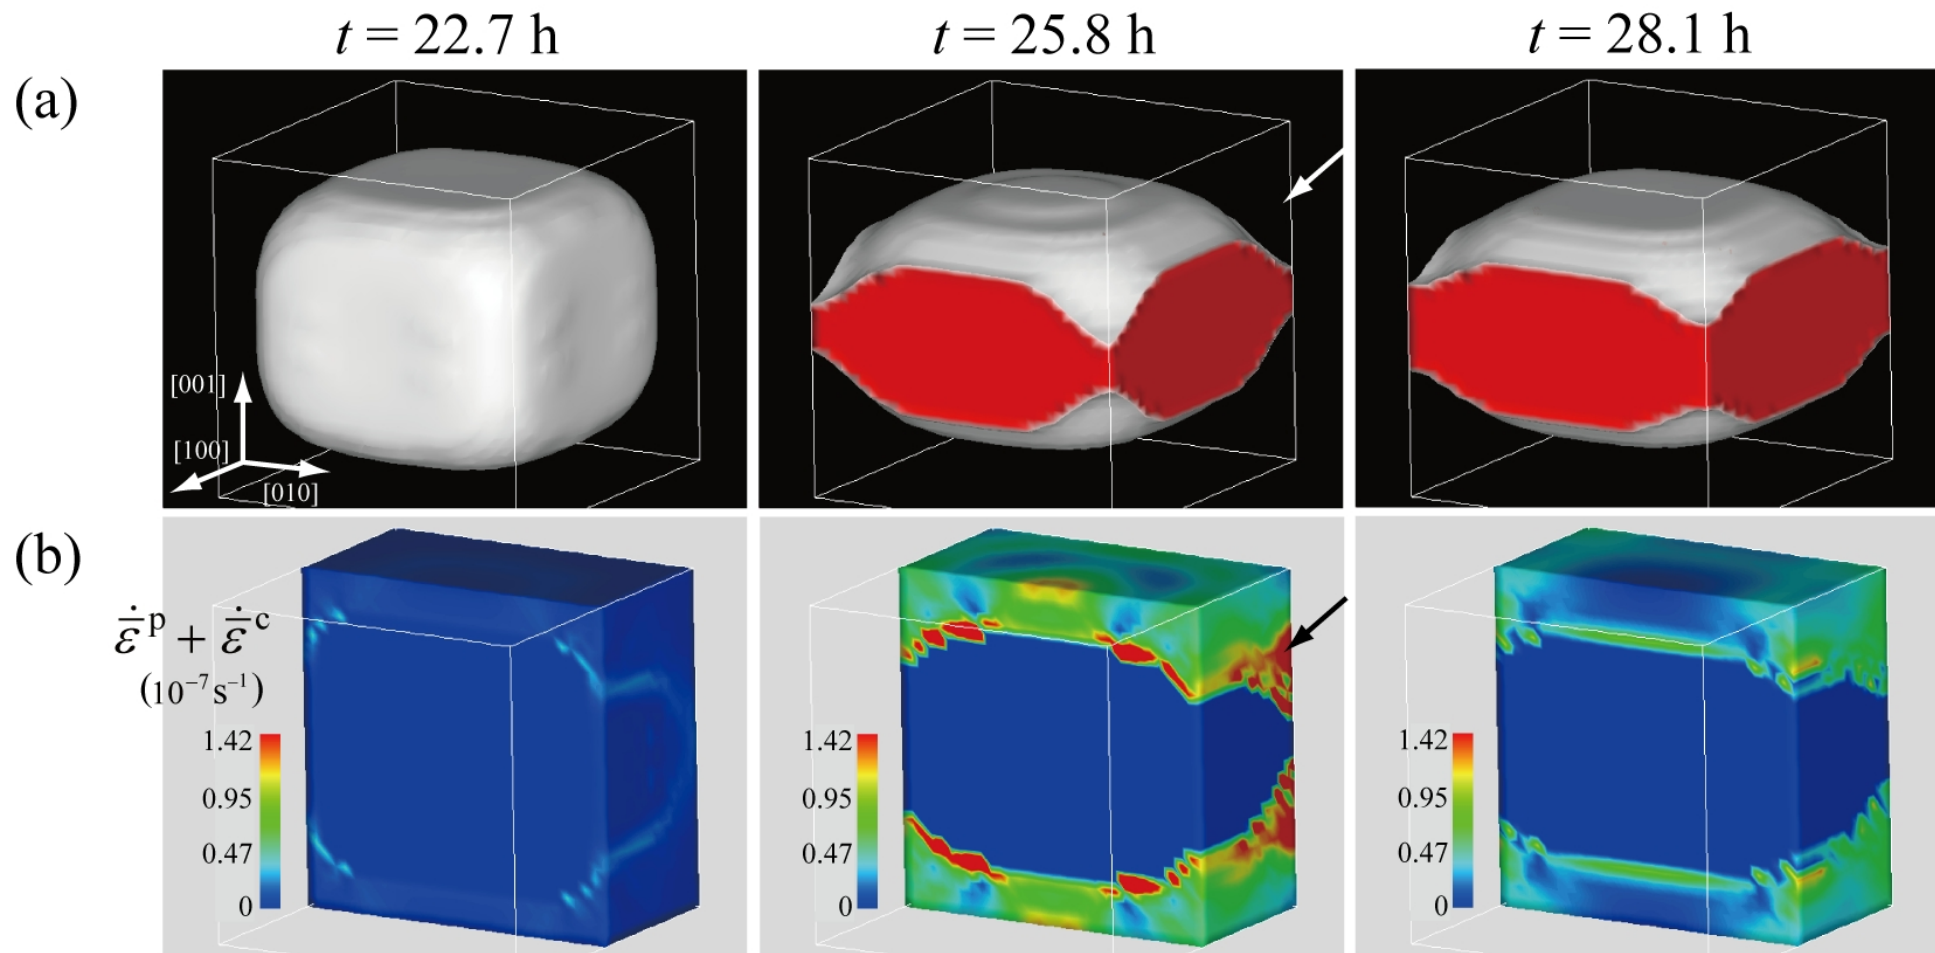 t = 22.7 h
t = 25.8 h
t = 28.1 h
(a)
[001]
[100]
[010]
(b)
ε̄̇ᵖ + ε̄̇ᶜ
(10⁻⁷s⁻¹)
1.42
0.95
0.47
0
1.42
0.95
0.47
0
1.42
0.95
0.47
0